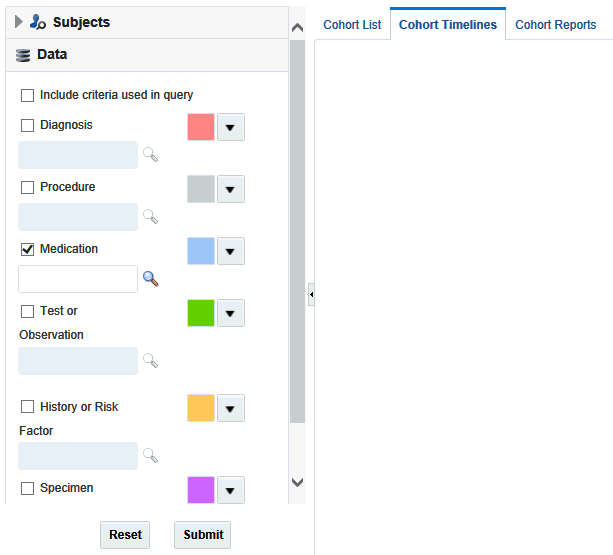 Subjects
Cohort List
Cohort Timelines
Cohort Reports
Data
Include criteria used in query
Diagnosis
Procedure
Medication
Test or
Observation
History or Risk
Factor
Specimen
Reset
Submit